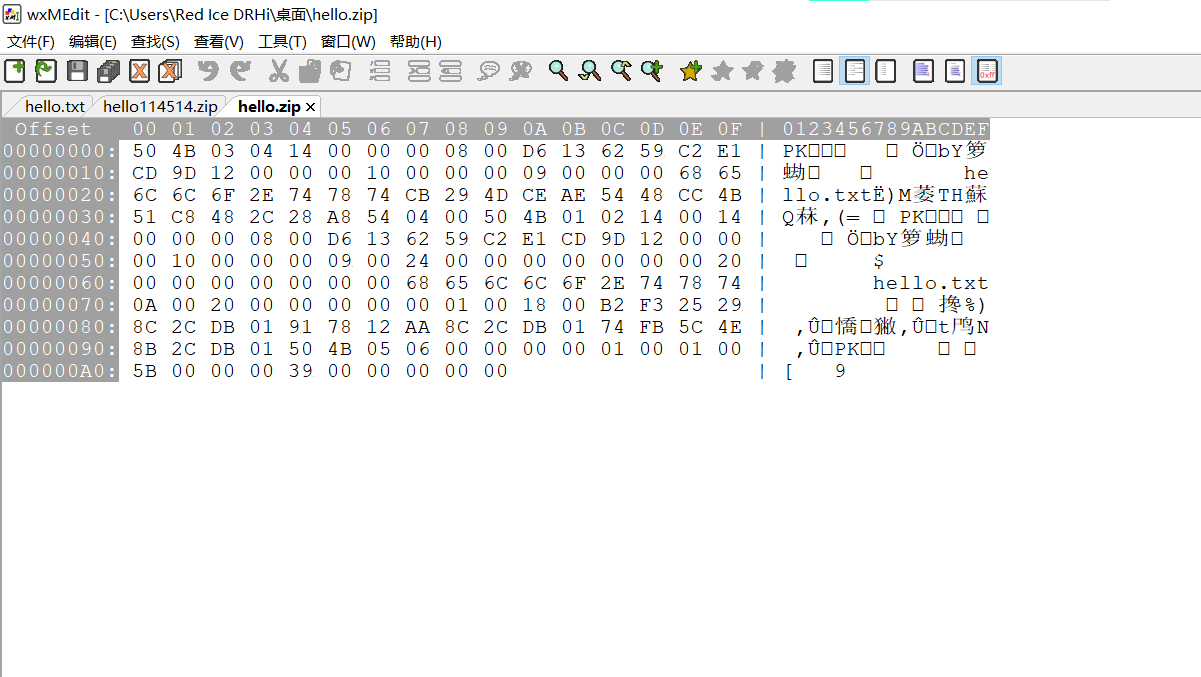 wxMEdit - [C:\Users\Red Ice DRHi\桌面\hello.zip]
文件(F) 编辑(E) 查找(S) 查看(V) 工具(T) 窗口(W) 帮助(H)
hello.txt hello114514.zip hello.zip ×
Offset 00 01 02 03 04 05 06 07 08 09 0A 0B 0C 0D 0E 0F | 0123456789ABCDEF
00000000: 50 4B 03 04 14 00 00 00 08 00 D6 13 62 59 C2 E1 | PK□□□ □ Ö□bY箩
00000010: CD 9D 12 00 00 00 10 00 00 00 09 00 00 00 68 65 | 蜐□ □ he
00000020: 6C 6C 6F 2E 74 78 74 CB 29 4D CE AE 54 48 CC 4B | llo.txtË)M萎TH蘇
00000030: 51 C8 48 2C 28 A8 54 04 00 50 4B 01 02 14 00 14 | Q菻,(═ □ PK□□□ □
00000040: 00 00 00 08 00 D6 13 62 59 C2 E1 CD 9D 12 00 00 | □ Ö□bY箩蜐□
00000050: 00 10 00 00 00 09 00 24 00 00 00 00 00 00 00 20 | □ $
00000060: 00 00 00 00 00 00 00 68 65 6C 6C 6F 2E 74 78 74 | hello.txt
00000070: 0A 00 20 00 00 00 00 00 01 00 18 00 B2 F3 25 29 | □ □ 搀%)
00000080: 8C 2C DB 01 91 78 12 AA 8C 2C DB 01 74 FB 5C 4E | ,Û□憍□獙,Û□t鸤N
00000090: 8B 2C DB 01 50 4B 05 06 00 00 00 00 01 00 01 00 | ,Û□PK□□ □ □
000000A0: 5B 00 00 00 39 00 00 00 00 00 | [ 9